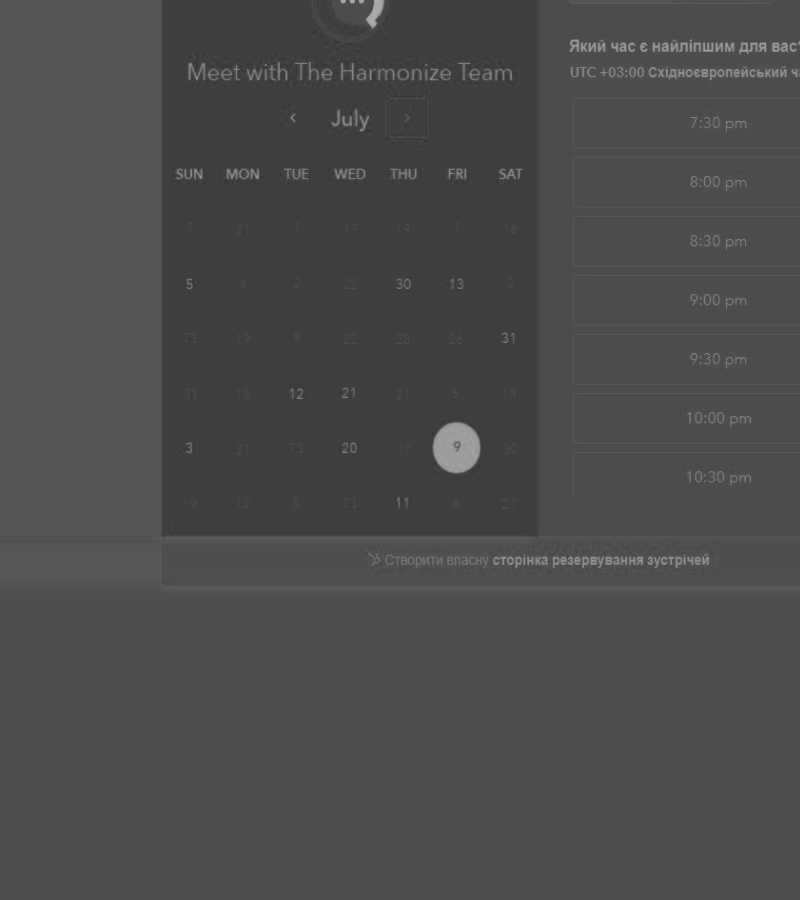 Meet with The Harmonize Team
‹ July ›
SUN MON TUE WED THU FRI SAT
7 21 7 17 19 7 16
5 4 2 22 30 13 2
13 19 9 22 28 26 31
31 18 12 21 21 5 19
3 21 13 20 17 9 30
19 12 5 13 11 27
Який час є найліпшим для вас?
UTC +03:00 Східноєвропейський
7:30 pm
8:00 pm
8:30 pm
9:00 pm
9:30 pm
10:00 pm
10:30 pm
Створити власну сторінка резервування зустрічей